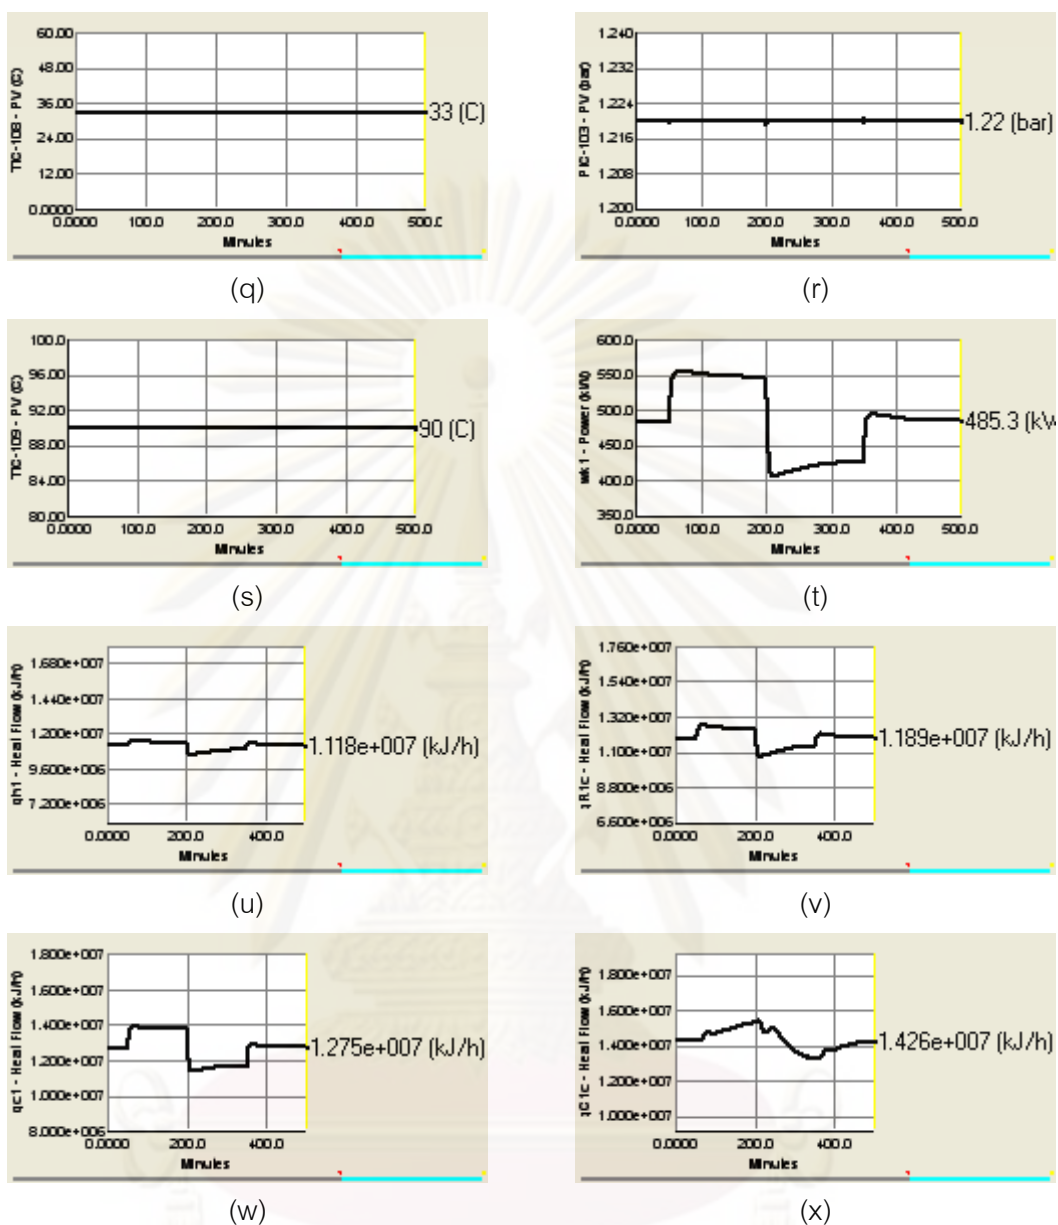 TIC-108 - PV (C)
60.00
48.00
36.00
24.00
12.00
0.0000
0.0000 100.0 200.0 300.0 400.0 500.0
Minutes
33 (C)
(q)
PIC-103 - PV (bar)
1.240
1.232
1.224
1.216
1.208
1.200
0.0000 100.0 200.0 300.0 400.0 500.0
Minutes
1.22 (bar)
(r)
TIC-109 - PV (C)
100.0
96.00
92.00
88.00
84.00
80.00
0.0000 100.0 200.0 300.0 400.0 500.0
Minutes
90 (C)
(s)
wk1 - Power (kW)
600.0
550.0
500.0
450.0
400.0
350.0
0.0000 100.0 200.0 300.0 400.0 500.0
Minutes
485.3 (kW
(t)
qh1 - Heat Flow (kJ/h)
1.680e+007
1.440e+007
1.200e+007
9.600e+006
7.200e+006
0.0000 200.0 400.0
Minutes
1.118e+007 (kJ/h)
(u)
qR1c - Heat Flow (kJ/h)
1.760e+007
1.540e+007
1.320e+007
1.100e+007
8.800e+006
6.600e+006
0.0000 200.0 400.0
Minutes
1.189e+007 (kJ/h)
(v)
qc1 - Heat Flow (kJ/h)
1.800e+007
1.600e+007
1.400e+007
1.200e+007
1.000e+007
8.000e+006
0.0000 200.0 400.0
Minutes
1.275e+007 (kJ/h)
(w)
qC1c - Heat Flow (kJ/h)
1.800e+007
1.600e+007
1.400e+007
1.200e+007
1.000e+007
0.0000 200.0 400.0
Minutes
1.426e+007 (kJ/h)
(x)